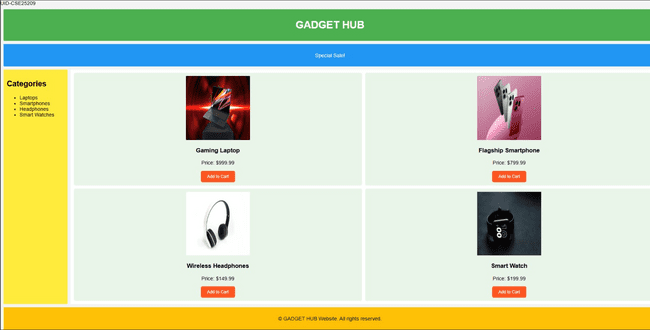 UID-CSE25209
GADGET HUB
Special Sale!
Categories
Laptops
Smartphones
Headphones
Smart Watches
Gaming Laptop
Price: $999.99
Add to Cart
Flagship Smartphone
Price: $799.99
Add to Cart
Wireless Headphones
Price: $149.99
Add to Cart
Smart Watch
Price: $199.99
Add to Cart
© GADGET HUB Website. All rights reserved.